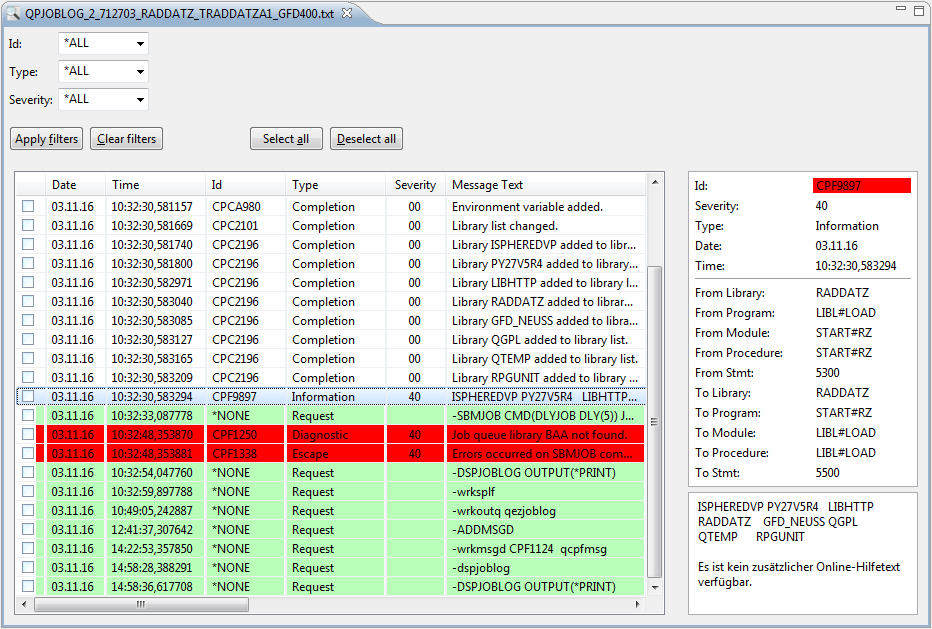 QPJOBLOG_2_712703_RADDATZ_TRADDATZA1_GFD400.txt
Id: *ALL
Type: *ALL
Severity: *ALL
Apply filters Clear filters Select all Deselect all
Date Time Id Type Severity Message Text
03.11.16 10:32:30,581157 CPCA980 Completion 00 Environment variable added.
03.11.16 10:32:30,581669 CPC2101 Completion 00 Library list changed.
03.11.16 10:32:30,581740 CPC2196 Completion 00 Library ISPHEREDVP added to libr...
03.11.16 10:32:30,581800 CPC2196 Completion 00 Library PY27V5R4 added to library...
03.11.16 10:32:30,582971 CPC2196 Completion 00 Library LIBHTTP added to library l...
03.11.16 10:32:30,583040 CPC2196 Completion 00 Library RADDATZ added to library...
03.11.16 10:32:30,583085 CPC2196 Completion 00 Library GFD_NEUSS added to libra...
03.11.16 10:32:30,583127 CPC2196 Completion 00 Library QGPL added to library list.
03.11.16 10:32:30,583165 CPC2196 Completion 00 Library QTEMP added to library list.
03.11.16 10:32:30,583209 CPC2196 Completion 00 Library RPGUNIT added to library ...
03.11.16 10:32:30,583294 CPF9897 Information 40 ISPHEREDVP PY27V5R4 LIBHTTP...
03.11.16 10:32:33,087778 *NONE Request -SBMJOB CMD(DLYJOB DLY(5)) J...
03.11.16 10:32:48,353870 CPF1250 Diagnostic 40 Job queue library BAA not found.
03.11.16 10:32:48,353881 CPF1338 Escape 40 Errors occurred on SBMJOB com...
03.11.16 10:32:54,047760 *NONE Request -DSPJOBLOG OUTPUT(*PRINT)
03.11.16 10:32:59,897788 *NONE Request -wrksplf
03.11.16 10:49:05,242887 *NONE Request -wrkoutq qezjoblog
03.11.16 12:41:37,307642 *NONE Request -ADDMSGD
03.11.16 14:22:53,357850 *NONE Request -wrkmsgd CPF1124 qcpfmsg
03.11.16 14:58:28,388291 *NONE Request -dspjoblog
03.11.16 14:58:36,617708 *NONE Request -DSPJOBLOG OUTPUT(*PRINT)
Id: CPF9897
Severity: 40
Type: Information
Date: 03.11.16
Time: 10:32:30,583294
From Library: RADDATZ
From Program: LIBL#LOAD
From Module: START#RZ
From Procedure: START#RZ
From Stmt: 5300
To Library: RADDATZ
To Program: START#RZ
To Module: LIBL#LOAD
To Procedure: LIBL#LOAD
To Stmt: 5500
ISPHEREDVP PY27V5R4 LIBHTTP
RADDATZ GFD_NEUSS QGPL
QTEMP RPGUNIT
Es ist kein zusätzlicher Online-Hilfetext
verfügbar.